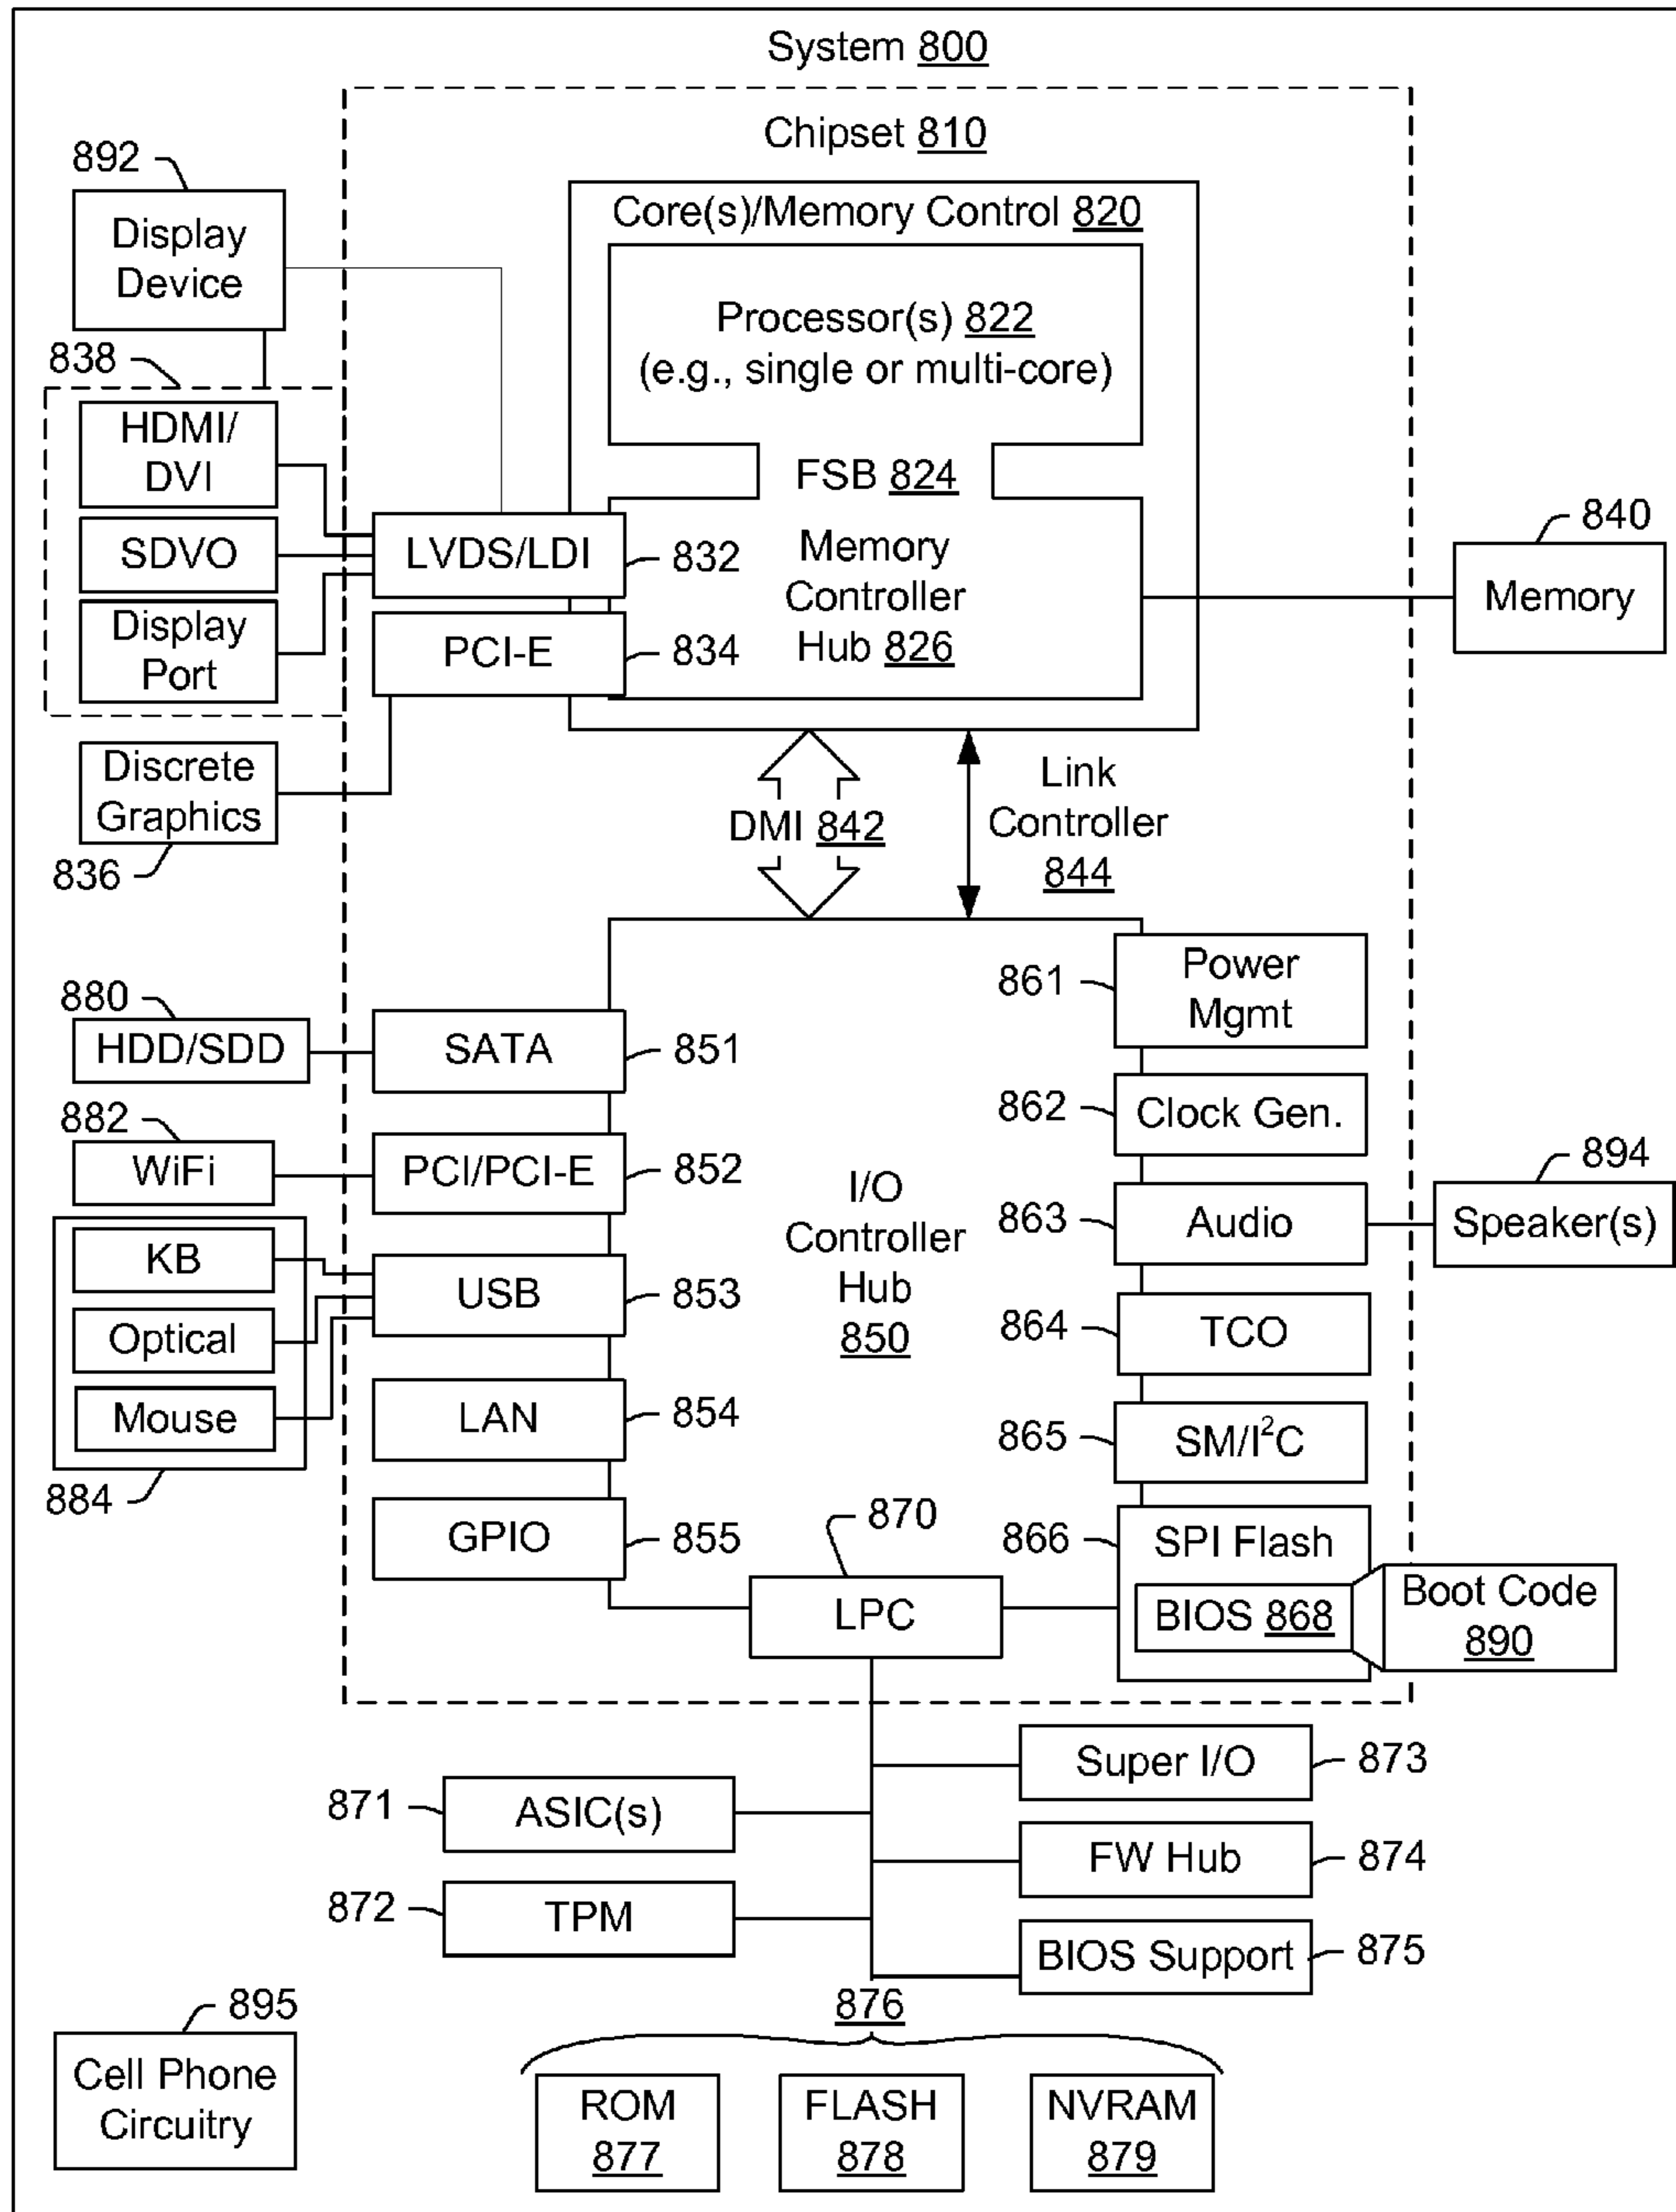 System 800
Chipset 810
892
Display
Device
Core(s)/Memory Control 820
Processor(s) 822
(e.g., single or multi-core)
838
HDMI/
DVI
SDVO
Display
Port
FSB 824
LVDS/LDI
832
PCI-E
834
Memory
Controller
Hub 826
840
Memory
Discrete
Graphics
836
DMI 842
Link
Controller
844
880
HDD/SDD
SATA
851
882
WiFi
PCI/PCI-E
852
KB
Optical
Mouse
884
USB
853
LAN
854
GPIO
855
I/O
Controller
Hub
850
861
Power
Mgmt
862
Clock Gen.
863
Audio
894
Speaker(s)
864
TCO
865
SM/I²C
866
SPI Flash
BIOS 868
Boot Code
890
870
LPC
871
ASIC(s)
872
TPM
Super I/O
873
FW Hub
874
BIOS Support
875
895
Cell Phone
Circuitry
876
ROM
877
FLASH
878
NVRAM
879